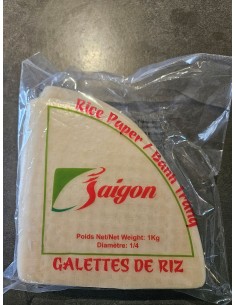 Rice Paper / Banh Trang
Saigon
Poids Net/Net Weight: 1Kg
Diamètre: 1/4
GALETTES DE RIZ